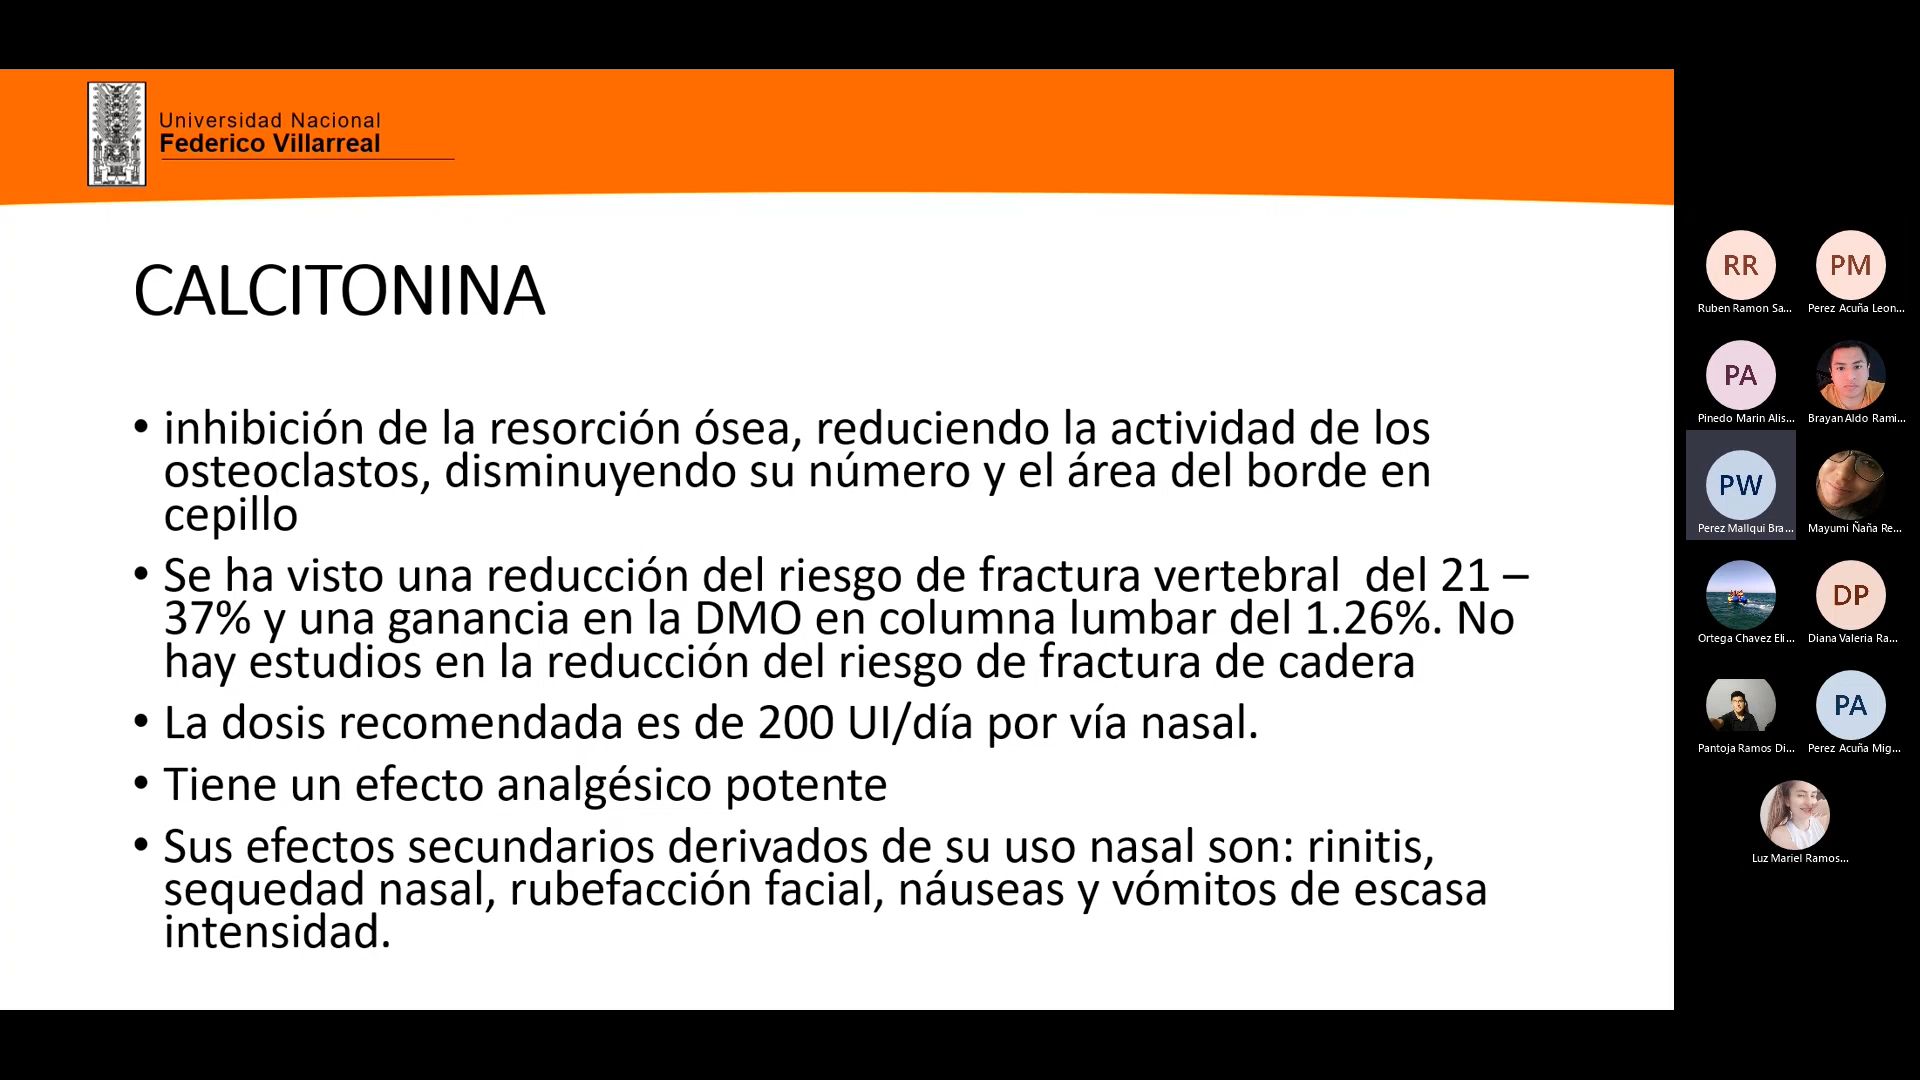 Universidad Nacional
Federico Villarreal
CALCITONINA
• inhibición de la resorción ósea, reduciendo la actividad de los
osteoclastos, disminuyendo su número y el área del borde en
cepillo
• Se ha visto una reducción del riesgo de fractura vertebral  del 21 –
37% y una ganancia en la DMO en columna lumbar del 1.26%. No
hay estudios en la reducción del riesgo de fractura de cadera
• La dosis recomendada es de 200 UI/día por vía nasal.
• Tiene un efecto analgésico potente
• Sus efectos secundarios derivados de su uso nasal son: rinitis,
sequedad nasal, rubefacción facial, náuseas y vómitos de escasa
intensidad.
RR PM
Ruben Ramon Sa... Perez Acuña Leon...
PA
Pinedo Marin Alis... Brayan Aldo Rami...
PW
Perez Mallqui Bra... Mayumi Ñaña Re...
DP
Ortega Chavez Eli... Diana Valeria Ra...
PA
Pantoja Ramos Di... Perez Acuña Mig...
Luz Mariel Ramos...